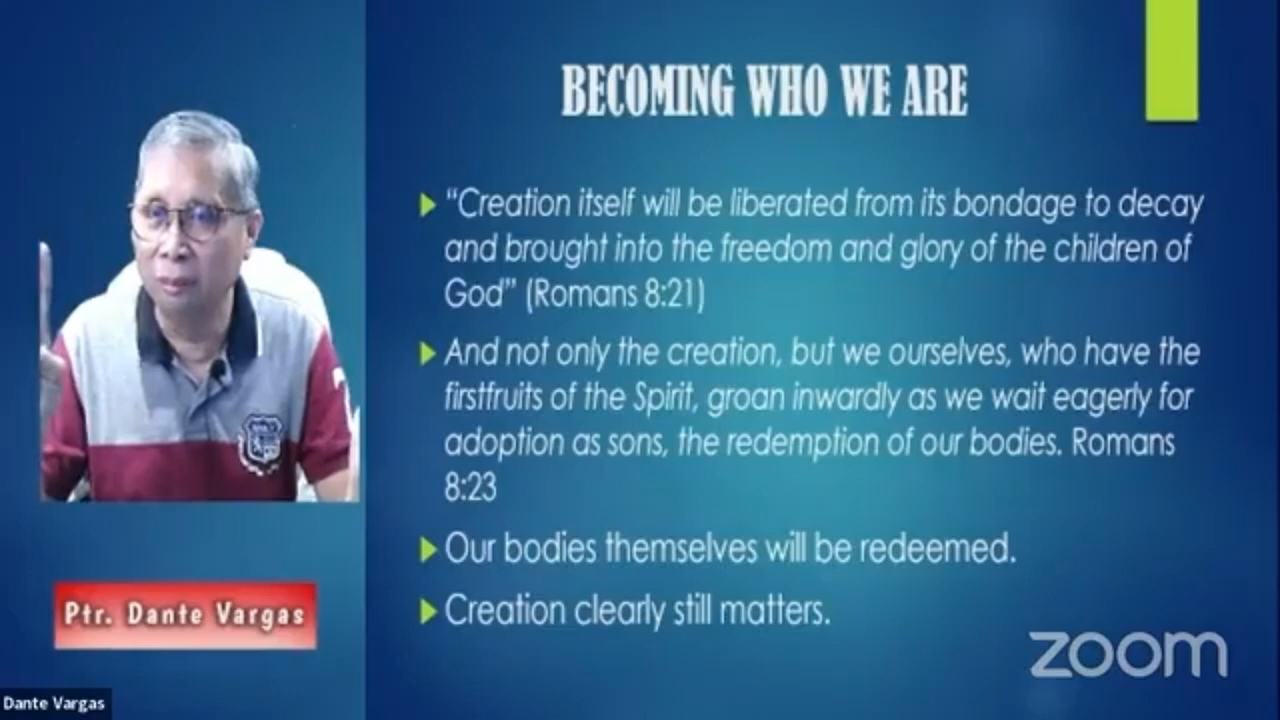 BECOMING WHO WE ARE
“Creation itself will be liberated from its bondage to decay
and brought into the freedom and glory of the children of
God” (Romans 8:21)
And not only the creation, but we ourselves, who have the
firstfruits of the Spirit, groan inwardly as we wait eagerly for
adoption as sons, the redemption of our bodies. Romans
8:23
Our bodies themselves will be redeemed.
Creation clearly still matters.
Ptr. Dante Vargas
zoom
Dante Vargas